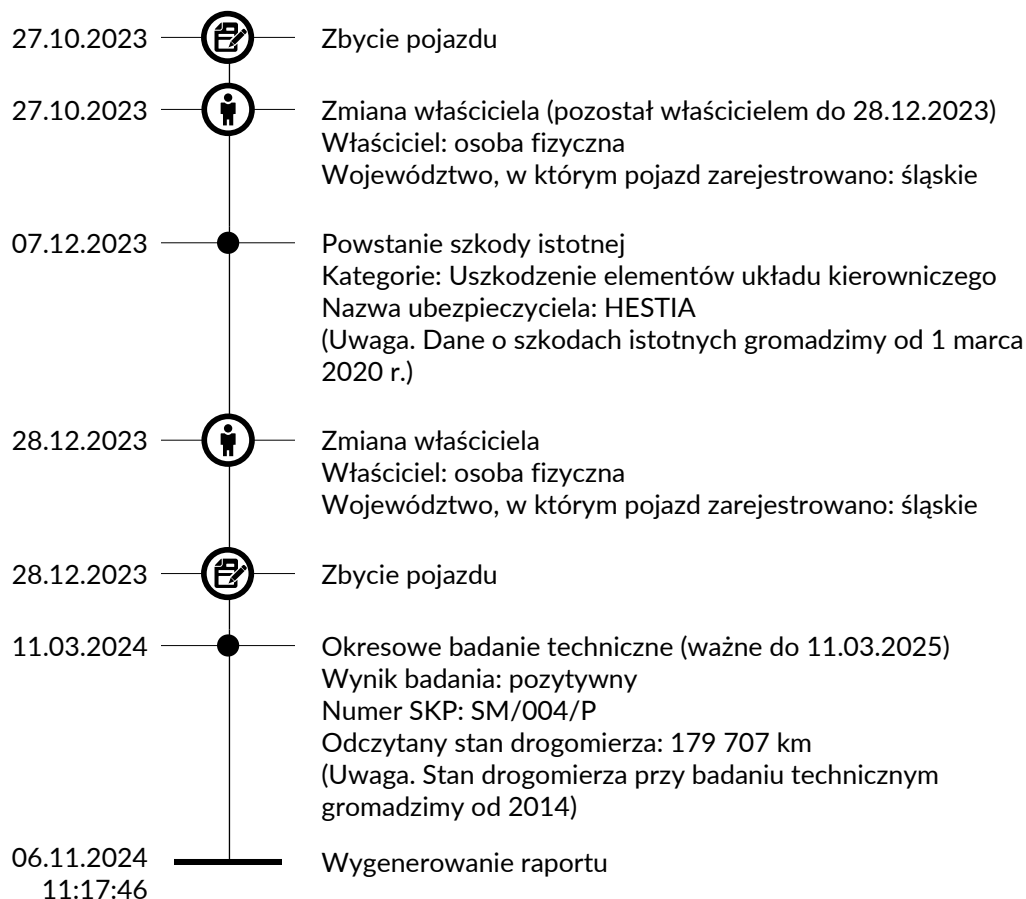 27.10.2023 Zbycie pojazdu
27.10.2023 Zmiana właściciela (pozostał właścicielem do 28.12.2023)
Właściciel: osoba fizyczna
Województwo, w którym pojazd zarejestrowano: śląskie
07.12.2023 Powstanie szkody istotnej
Kategorie: Uszkodzenie elementów układu kierowniczego
Nazwa ubezpieczyciela: HESTIA
(Uwaga. Dane o szkodach istotnych gromadzimy od 1 marca
2020 r.)
28.12.2023 Zmiana właściciela
Właściciel: osoba fizyczna
Województwo, w którym pojazd zarejestrowano: śląskie
28.12.2023 Zbycie pojazdu
11.03.2024 Okresowe badanie techniczne (ważne do 11.03.2025)
Wynik badania: pozytywny
Numer SKP: SM/004/P
Odczytany stan drogomierza: 179 707 km
(Uwaga. Stan drogomierza przy badaniu technicznym
gromadzimy od 2014)
06.11.2024 Wygenerowanie raportu
11:17:46